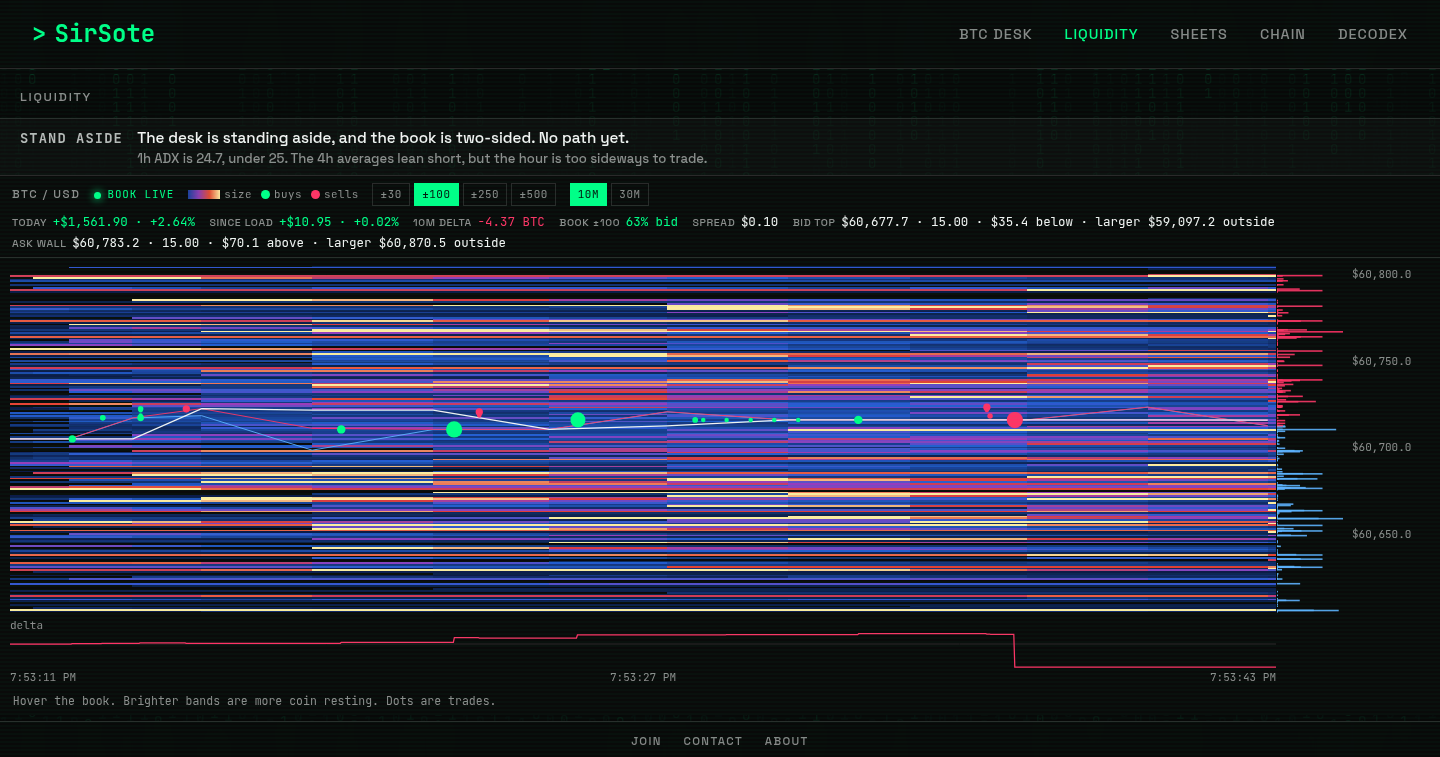 > SirSote
BTC DESK LIQUIDITY SHEETS CHAIN DECODEX
LIQUIDITY
STAND ASIDE The desk is standing aside, and the book is two-sided. No path yet.
1h ADX is 24.7, under 25. The 4h averages lean short, but the hour is too sideways to trade.
BTC / USD BOOK LIVE size buys sells ±30 ±100 ±250 ±500 10M 30M
TODAY +$1,561.90 · +2.64% SINCE LOAD +$10.95 · +0.02% 10M DELTA -4.37 BTC BOOK ±100 63% bid SPREAD $0.10 BID TOP $60,677.7 · 15.00 · $35.4 below · larger $59,097.2 outside
ASK WALL $60,783.2 · 15.00 · $70.1 above · larger $60,870.5 outside
$60,800.0
$60,750.0
$60,700.0
$60,650.0
delta
7:53:11 PM 7:53:27 PM 7:53:43 PM
Hover the book. Brighter bands are more coin resting. Dots are trades.
JOIN CONTACT ABOUT